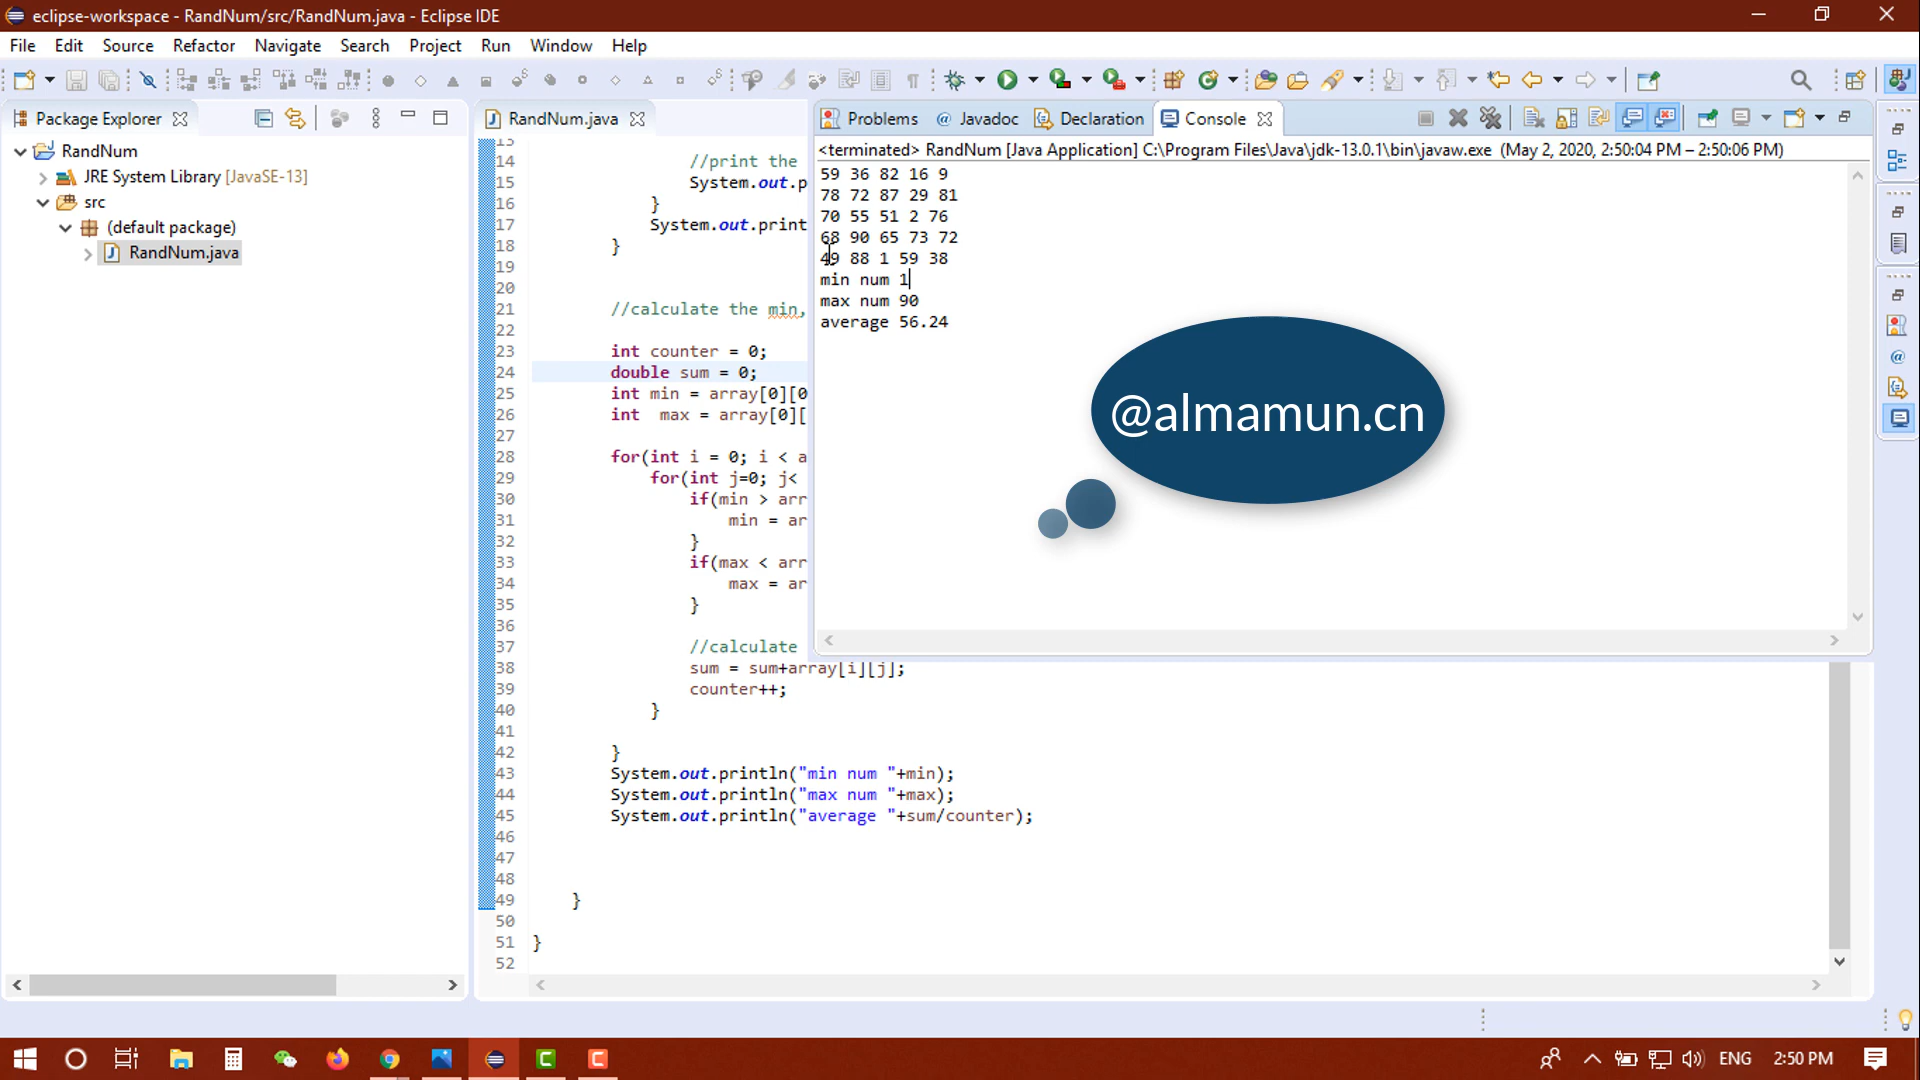 eclipse-workspace - RandNum/src/RandNum.java - Eclipse IDE
File Edit Source Refactor Navigate Search Project Run Window Help
Package Explorer
RandNum
JRE System Library [JavaSE-13]
src
(default package)
RandNum.java
RandNum.java
13
14 //print the
15 System.out.p
16 }
17 System.out.print
18 }
19
20
21 //calculate the min,
22
23 int counter = 0;
24 double sum = 0;
25 int min = array[0][0
26 int max = array[0][
27
28 for(int i = 0; i < a
29 for(int j=0; j<
30 if(min > arr
31 min = ar
32 }
33 if(max < arr
34 max = ar
35 }
36
37 //calculate
38 sum = sum+array[i][j];
39 counter++;
40 }
41
42 }
43 System.out.println("min num "+min);
44 System.out.println("max num "+max);
45 System.out.println("average "+sum/counter);
46
47
48
49 }
50
51 }
52
Problems @ Javadoc Declaration Console
<terminated> RandNum [Java Application] C:\Program Files\Java\jdk-13.0.1\bin\javaw.exe (May 2, 2020, 2:50:04 PM – 2:50:06 PM)
59 36 82 16 9
78 72 87 29 81
70 55 51 2 76
68 90 65 73 72
49 88 1 59 38
min num 1
max num 90
average 56.24
@almamun.cn
ENG 2:50 PM